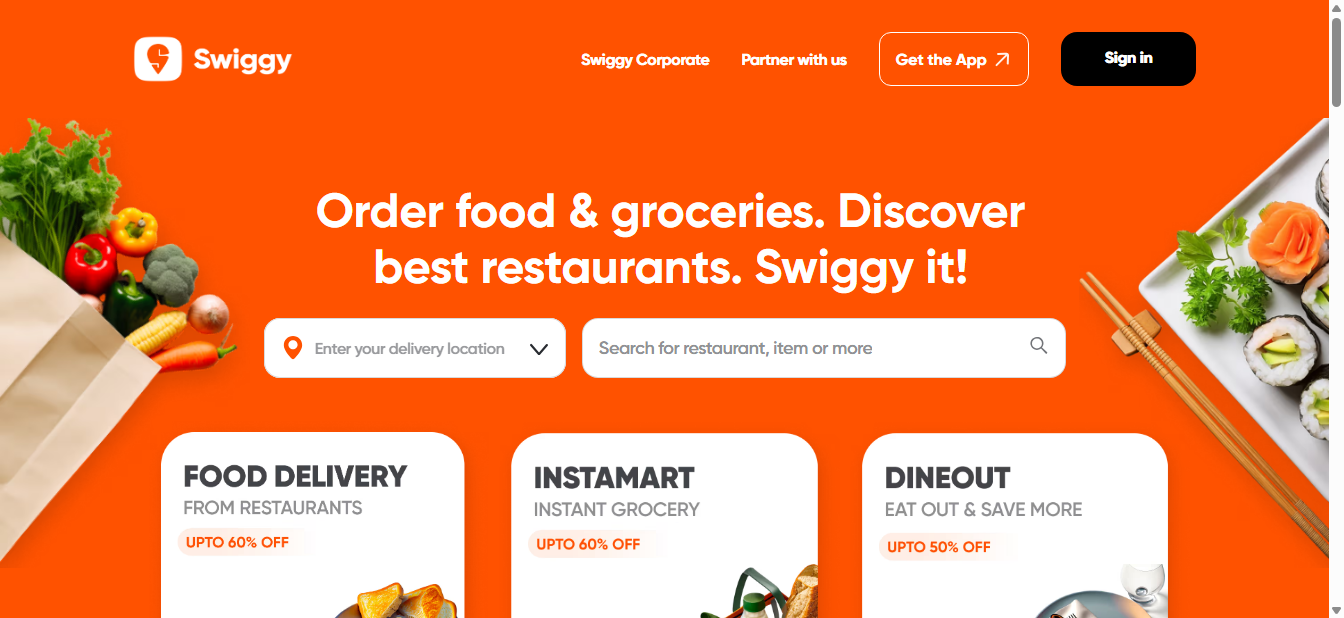 Swiggy
Swiggy Corporate
Partner with us
Get the App
Sign in
Order food & groceries. Discover
best restaurants. Swiggy it!
Enter your delivery location
Search for restaurant, item or more
FOOD DELIVERY
FROM RESTAURANTS
UPTO 60% OFF
INSTAMART
INSTANT GROCERY
UPTO 60% OFF
DINEOUT
EAT OUT & SAVE MORE
UPTO 50% OFF